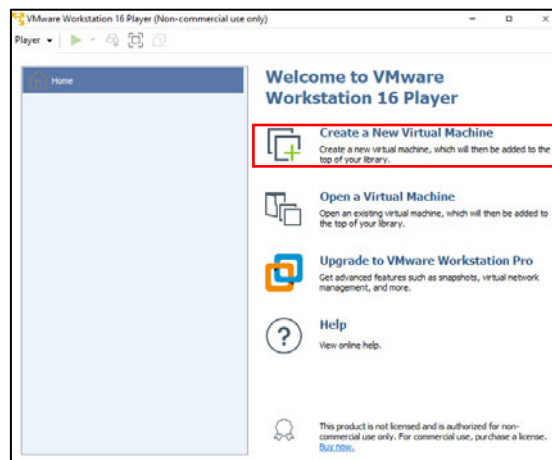 VMware Workstation 16 Player (Non-commercial use only)
Player
Home
Welcome to VMware
Workstation 16 Player
Create a New Virtual Machine
Create a new virtual machine, which will then be added to the
top of your library.
Open a Virtual Machine
Open an existing virtual machine, which will then be added to
the top of your library.
Upgrade to VMware Workstation Pro
Get advanced features such as snapshots, virtual network
management, and more.
Help
View online help.
This product is not licensed and is authorized for non-
commercial use only. For commercial use, purchase a license.
Buy now.